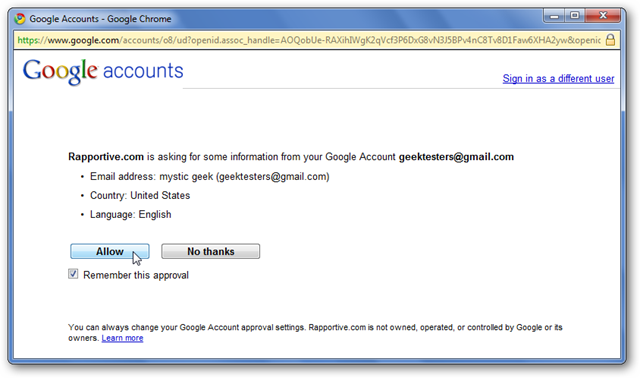 Google Accounts - Google Chrome
https://www.google.com/accounts/o8/ud?openid.assoc_handle=AOQobUe-RAXihIWgK2qVcf3P6DxG8vN3J5BPv4nC8Tv8D1Faw6XHA2yw&openic
Google accounts
Sign in as a different user
Rapportive.com is asking for some information from your Google Account geektesters@gmail.com
• Email address: mystic geek (geektesters@gmail.com)
• Country: United States
• Language: English
Allow No thanks
Remember this approval
You can always change your Google Account approval settings. Rapportive.com is not owned, operated, or controlled by Google or its
owners. Learn more